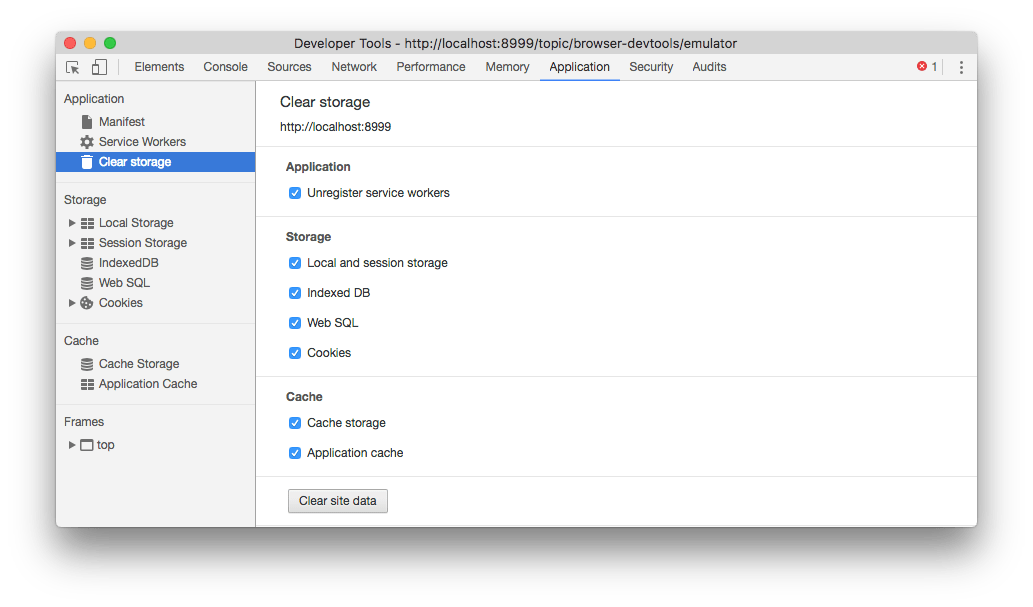 Developer Tools - http://localhost:8999/topic/browser-devtools/emulator
Elements Console Sources Network Performance Memory Application Security Audits 1
Application
Manifest
Service Workers
Clear storage
Storage
Local Storage
Session Storage
IndexedDB
Web SQL
Cookies
Cache
Cache Storage
Application Cache
Frames
top
Clear storage
http://localhost:8999
Application
Unregister service workers
Storage
Local and session storage
Indexed DB
Web SQL
Cookies
Cache
Cache storage
Application cache
Clear site data